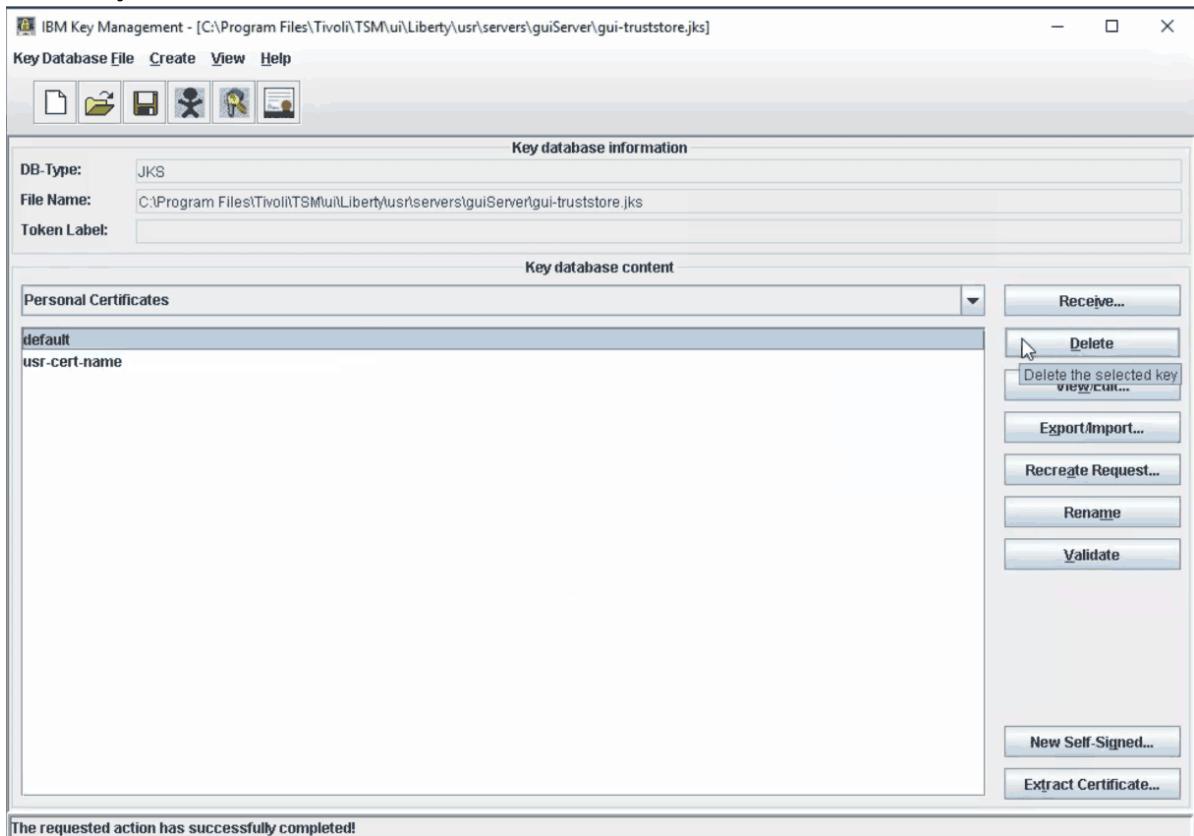 IBM Key Management - [C:\Program Files\Tivoli\TSM\ui\Liberty\usr\servers\guiServer\gui-truststore.jks]
Key Database File Create View Help
Key database information
DB-Type: JKS
File Name: C:\Program Files\Tivoli\TSM\ui\Liberty\usr\servers\guiServer\gui-truststore.jks
Token Label:
Key database content
Personal Certificates
Receive...
default
Delete
usr-cert-name
Delete the selected key
View/Edit...
Export/Import...
Recreate Request...
Rename
Validate
New Self-Signed...
Extract Certificate...
The requested action has successfully completed!